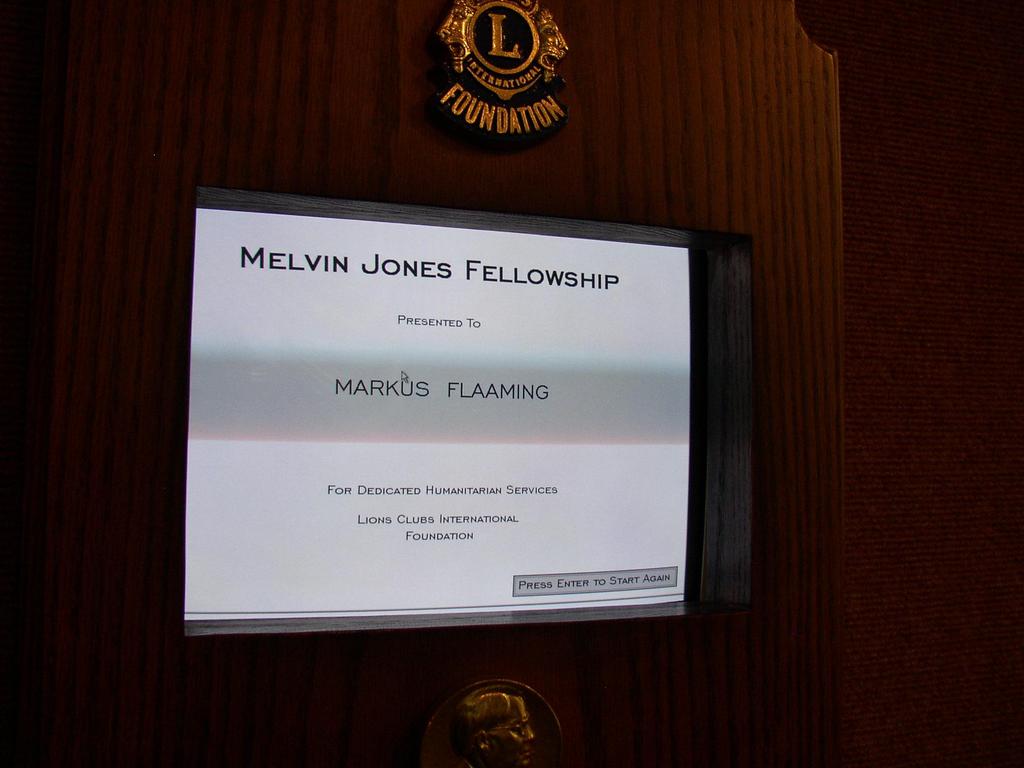 L
INTERNATIONAL
FOUNDATION
MELVIN JONES FELLOWSHIP
PRESENTED TO
MARKUS FLAAMING
FOR DEDICATED HUMANITARIAN SERVICES
LIONS CLUBS INTERNATIONAL
FOUNDATION
PRESS ENTER TO START AGAIN